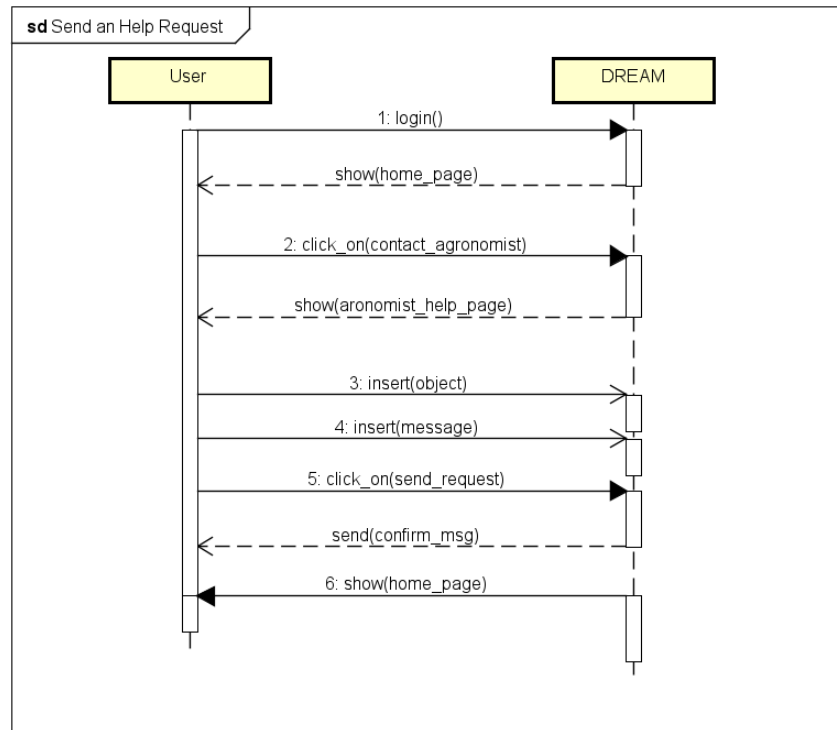 sd Send an Help Request
User
DREAM
1: login()
show(home_page)
2: click_on(contact_agronomist)
show(aronomist_help_page)
3: insert(object)
4: insert(message)
5: click_on(send_request)
send(confirm_msg)
6: show(home_page)